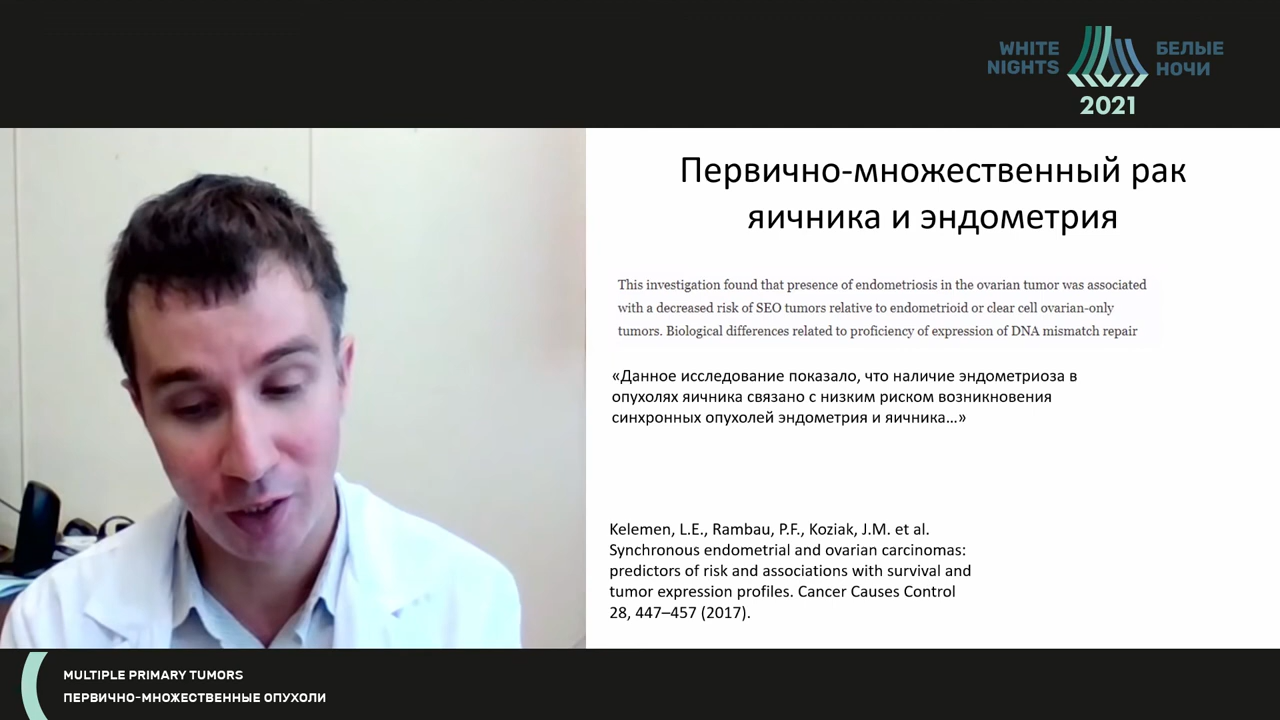 WHITE
NIGHTS
БЕЛЫЕ
НОЧИ
2021
Первично-множественный рак
яичника и эндометрия
This investigation found that presence of endometriosis in the ovarian tumor was associated
with a decreased risk of SEO tumors relative to endometrioid or clear cell ovarian-only
tumors. Biological differences related to proficiency of expression of DNA mismatch repair
«Данное исследование показало, что наличие эндометриоза в
опухолях яичника связано с низким риском возникновения
синхронных опухолей эндометрия и яичника…»
Kelemen, L.E., Rambau, P.F., Koziak, J.M. et al.
Synchronous endometrial and ovarian carcinomas:
predictors of risk and associations with survival and
tumor expression profiles. Cancer Causes Control
28, 447–457 (2017).
MULTIPLE PRIMARY TUMORS
ПЕРВИЧНО-МНОЖЕСТВЕННЫЕ ОПУХОЛИ